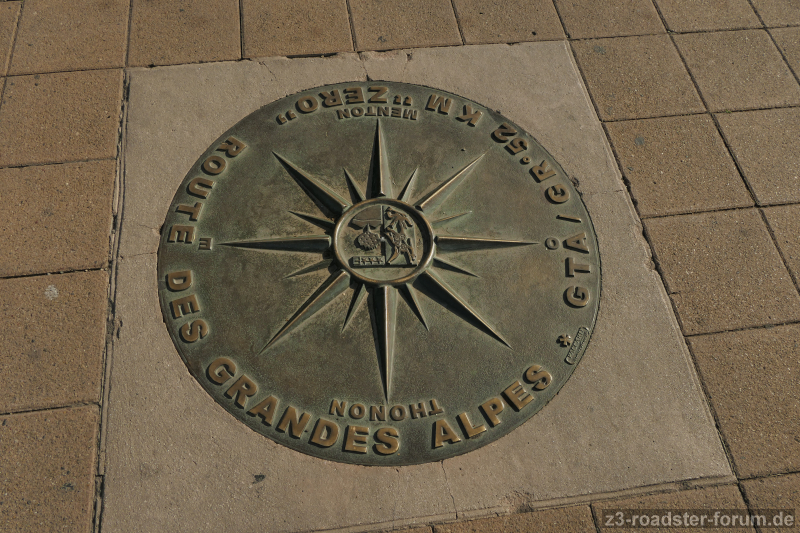 MENTON
"ZERO"
KM
ROUTE DES GRANDES ALPES * GTA/GR·52
E
O
THONON
z3-roadster-forum.de